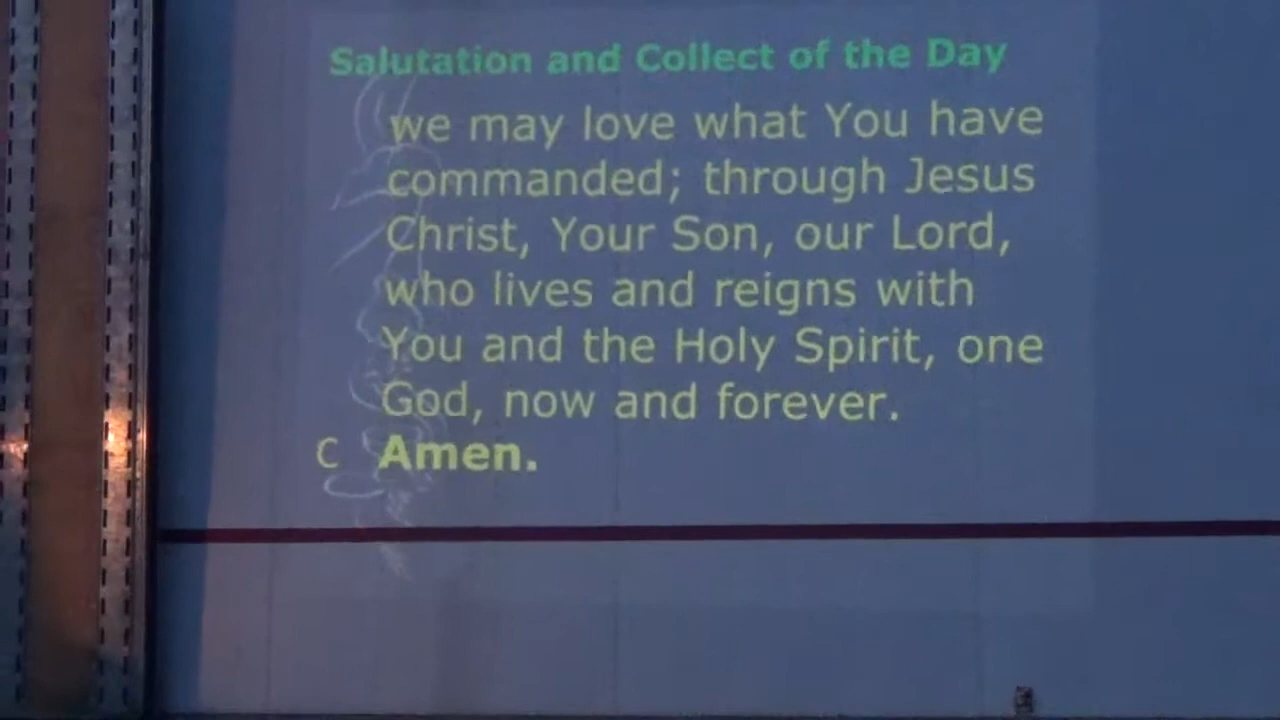 Salutation and Collect of the Day
we may love what You have
commanded; through Jesus
Christ, Your Son, our Lord,
who lives and reigns with
You and the Holy Spirit, one
God, now and forever.
C Amen.